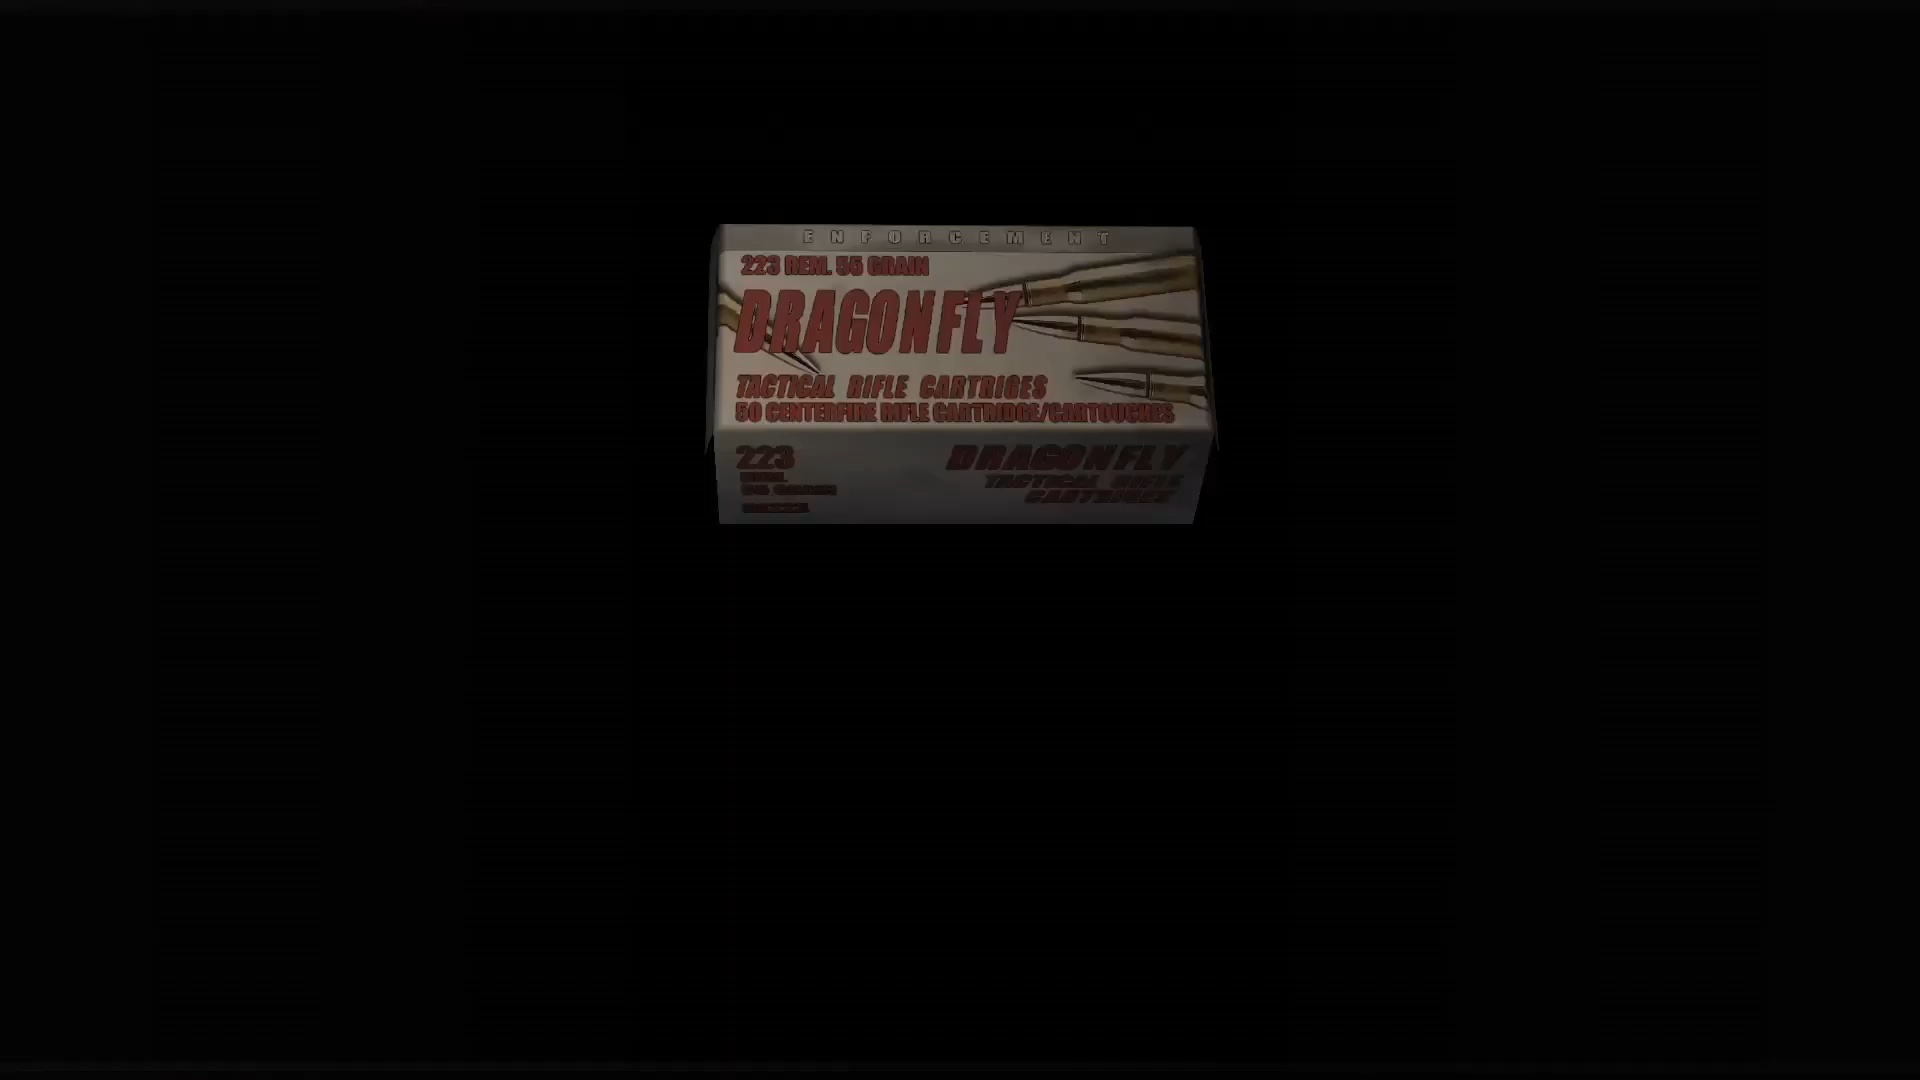 ENFORCEMENT
223 REM. 55 GRAIN
DRAGONFLY
TACTICAL RIFLE CARTRIGES
50 CENTERFIRE RIFLE CARTRIDGE/CARTOUCHES
223
DRAGONFLY
TACTICAL RIFLE
CARTRIGES